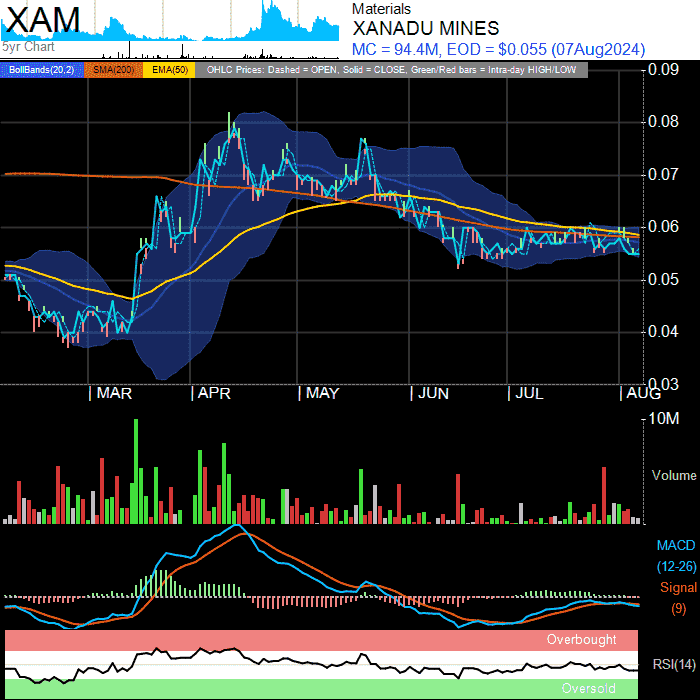 XAM
5yr Chart
Materials
XANADU MINES
MC = 94.4M, EOD = $0.055 (07Aug2024)
BollBands(20,2) SMA(200) EMA(50) OHLC Prices: Dashed = OPEN, Solid = CLOSE, Green/Red bars = Intra-day HIGH/LOW
0.09
0.08
0.07
0.06
0.05
0.04
0.03
MAR APR MAY JUN JUL AUG
10M
Volume
MACD
(12-26)
Signal
(9)
Overbought
RSI(14)
Oversold